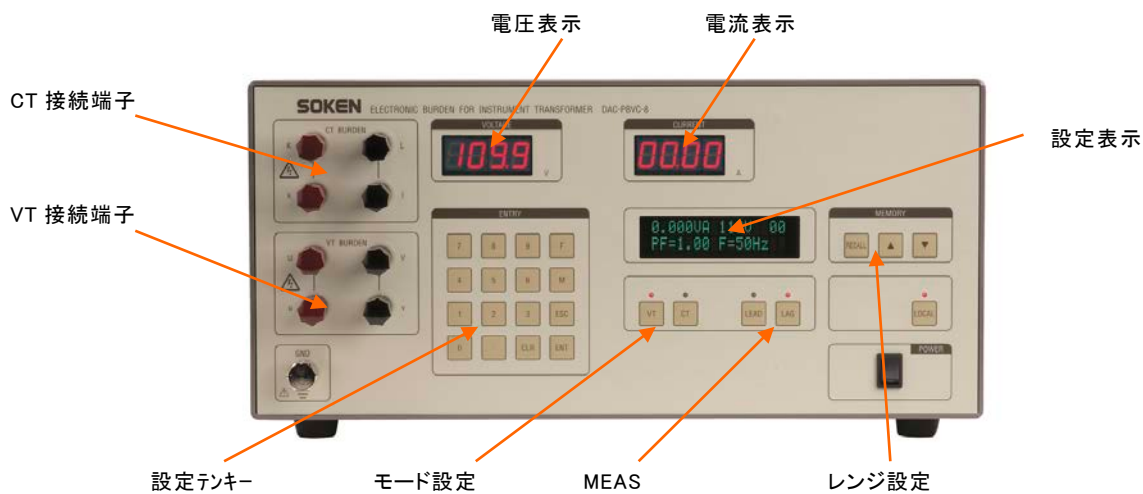 電圧表示
電流表示
CT 接続端子
設定表示
VT 接続端子
SOKEN ELECTRONIC BURDEN FOR INSTRUMENT TRANSFORMER DAC-PBVC-8
CT BURDEN
K
L
VOLTAGE
109.9
V
CURRENT
00.00
A
VT BURDEN
U
V
GND
ENTRY
7 8 9 F
4 5 6 M
1 2 3 ESC
0 CLR ENT
0.000VA 00
PF=1.00 F=50Hz
MEMORY
RECALL ▲ ▼
VT CT LEAD LAG
LOCAL
POWER
設定テンキー
モード設定
MEAS
レンジ設定